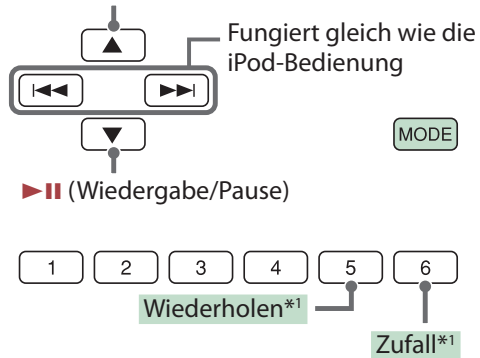 Fungiert gleich wie die
iPod-Bedienung
MODE
(Wiedergabe/Pause)
1 2 3 4 5 6
Wiederholen*1
Zufall*1